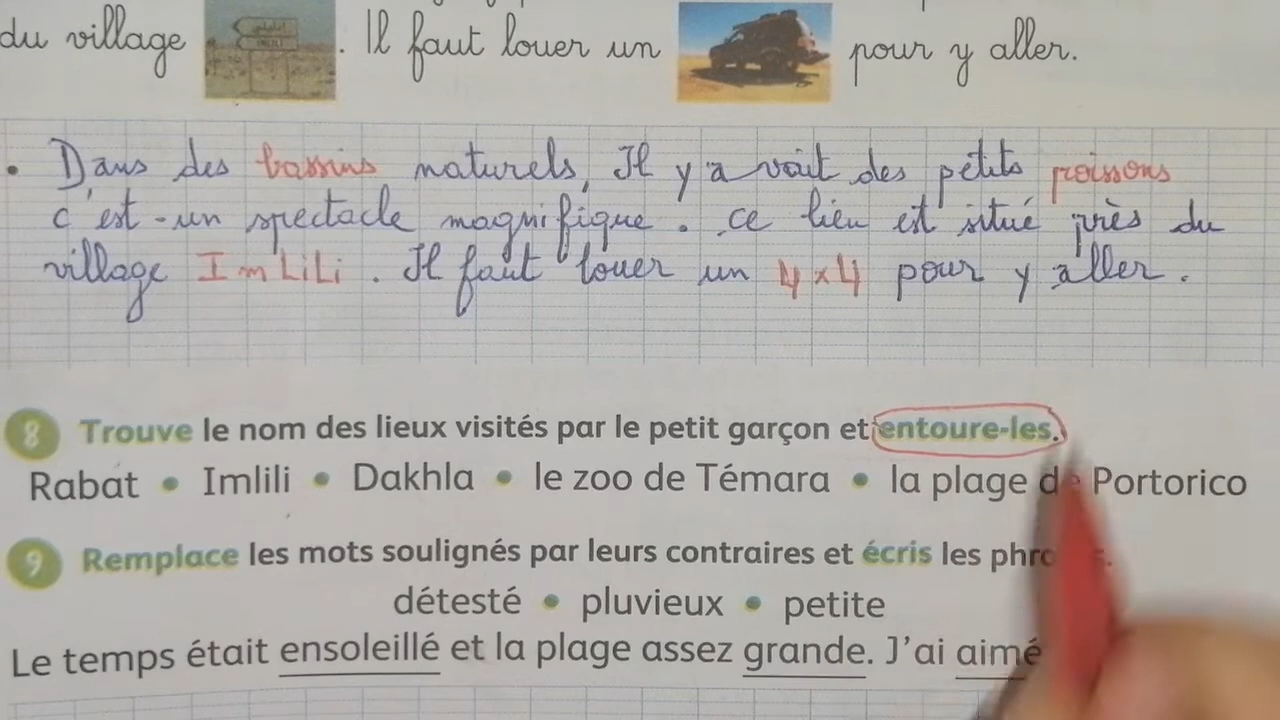 du village . Il faut louer un pour y aller.
. Dans des bassins naturels, Il y a vait des petits poissons
c'est -un spectacle magnifique . ce lieu est situé près du
village ImLiLi . Il faut louer un 4x4 pour y aller .
8 Trouve le nom des lieux visités par le petit garçon et entoure-les.
Rabat • Imlili • Dakhla • le zoo de Témara • la plage de Portorico
9 Remplace les mots soulignés par leurs contraires et écris les phrases.
détesté • pluvieux • petite
Le temps était ensoleillé et la plage assez grande. J'ai aimé